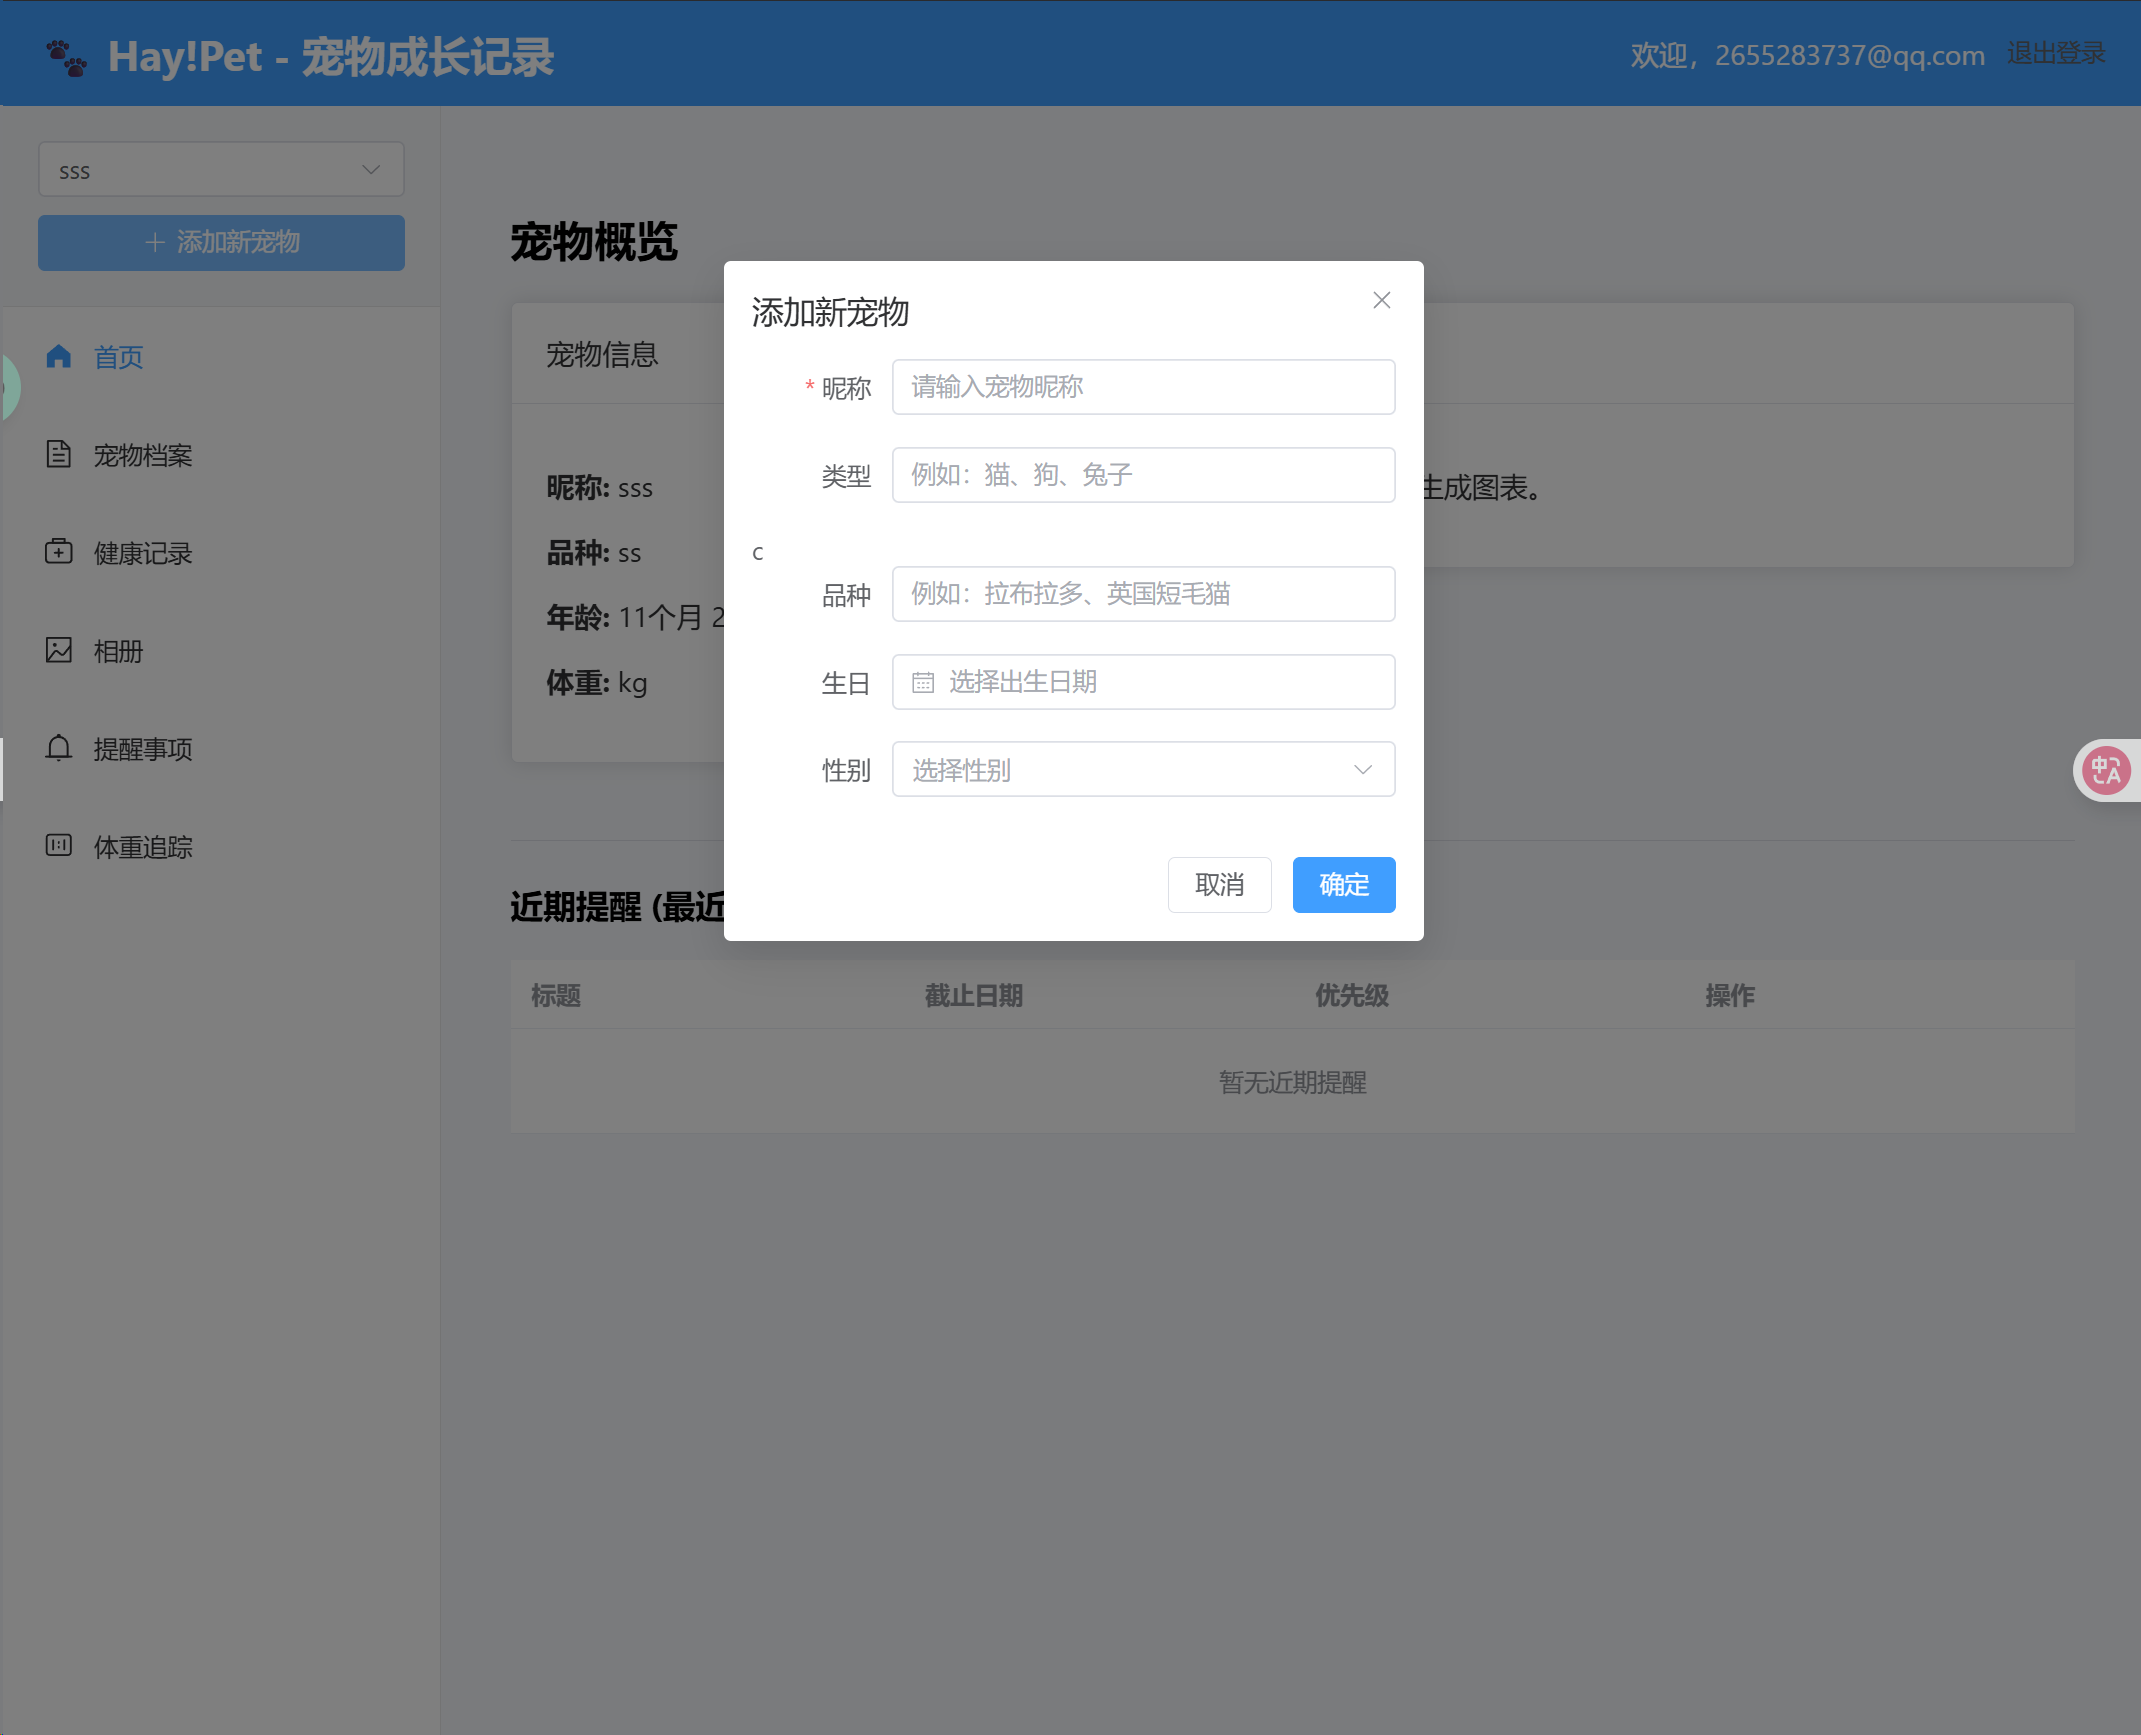 Hay!Pet - 宠物成长记录
欢迎，2655283737@qq.com 退出登录
sss
添加新宠物
首页
宠物档案
健康记录
相册
提醒事项
体重追踪
宠物概览
宠物信息
昵称: sss
品种: ss
年龄: 11个月 2
体重: kg
生成图表。
添加新宠物
* 昵称 请输入宠物昵称
类型 例如：猫、狗、兔子
c
品种 例如：拉布拉多、英国短毛猫
生日 选择出生日期
性别 选择性别
取消 确定
近期提醒 (最近
标题 截止日期 优先级 操作
暂无近期提醒
中A